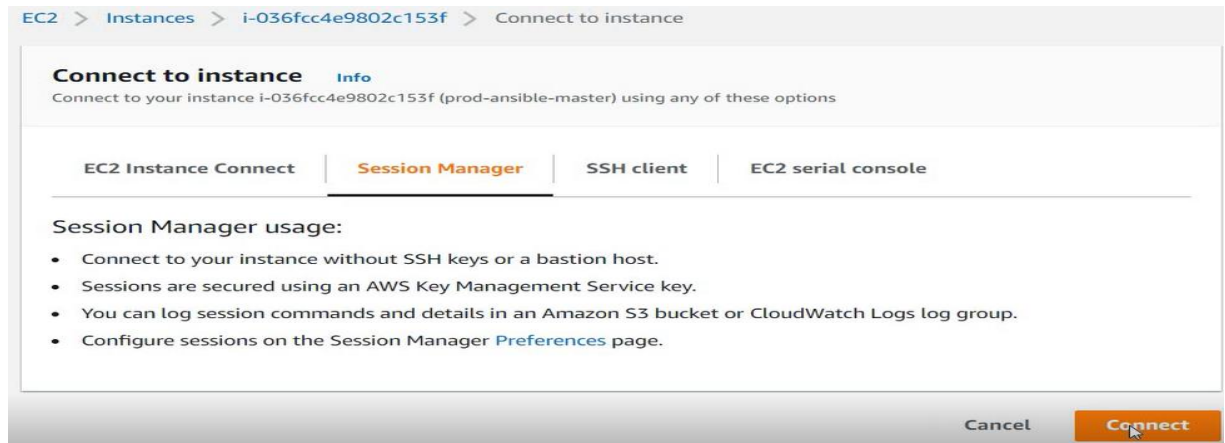 EC2 > Instances > i-036fcc4e9802c153f > Connect to instance
Connect to instance Info
Connect to your instance i-036fcc4e9802c153f (prod-ansible-master) using any of these options
EC2 Instance Connect Session Manager SSH client EC2 serial console
Session Manager usage:
• Connect to your instance without SSH keys or a bastion host.
• Sessions are secured using an AWS Key Management Service key.
• You can log session commands and details in an Amazon S3 bucket or CloudWatch Logs log group.
• Configure sessions on the Session Manager Preferences page.
Cancel Connect